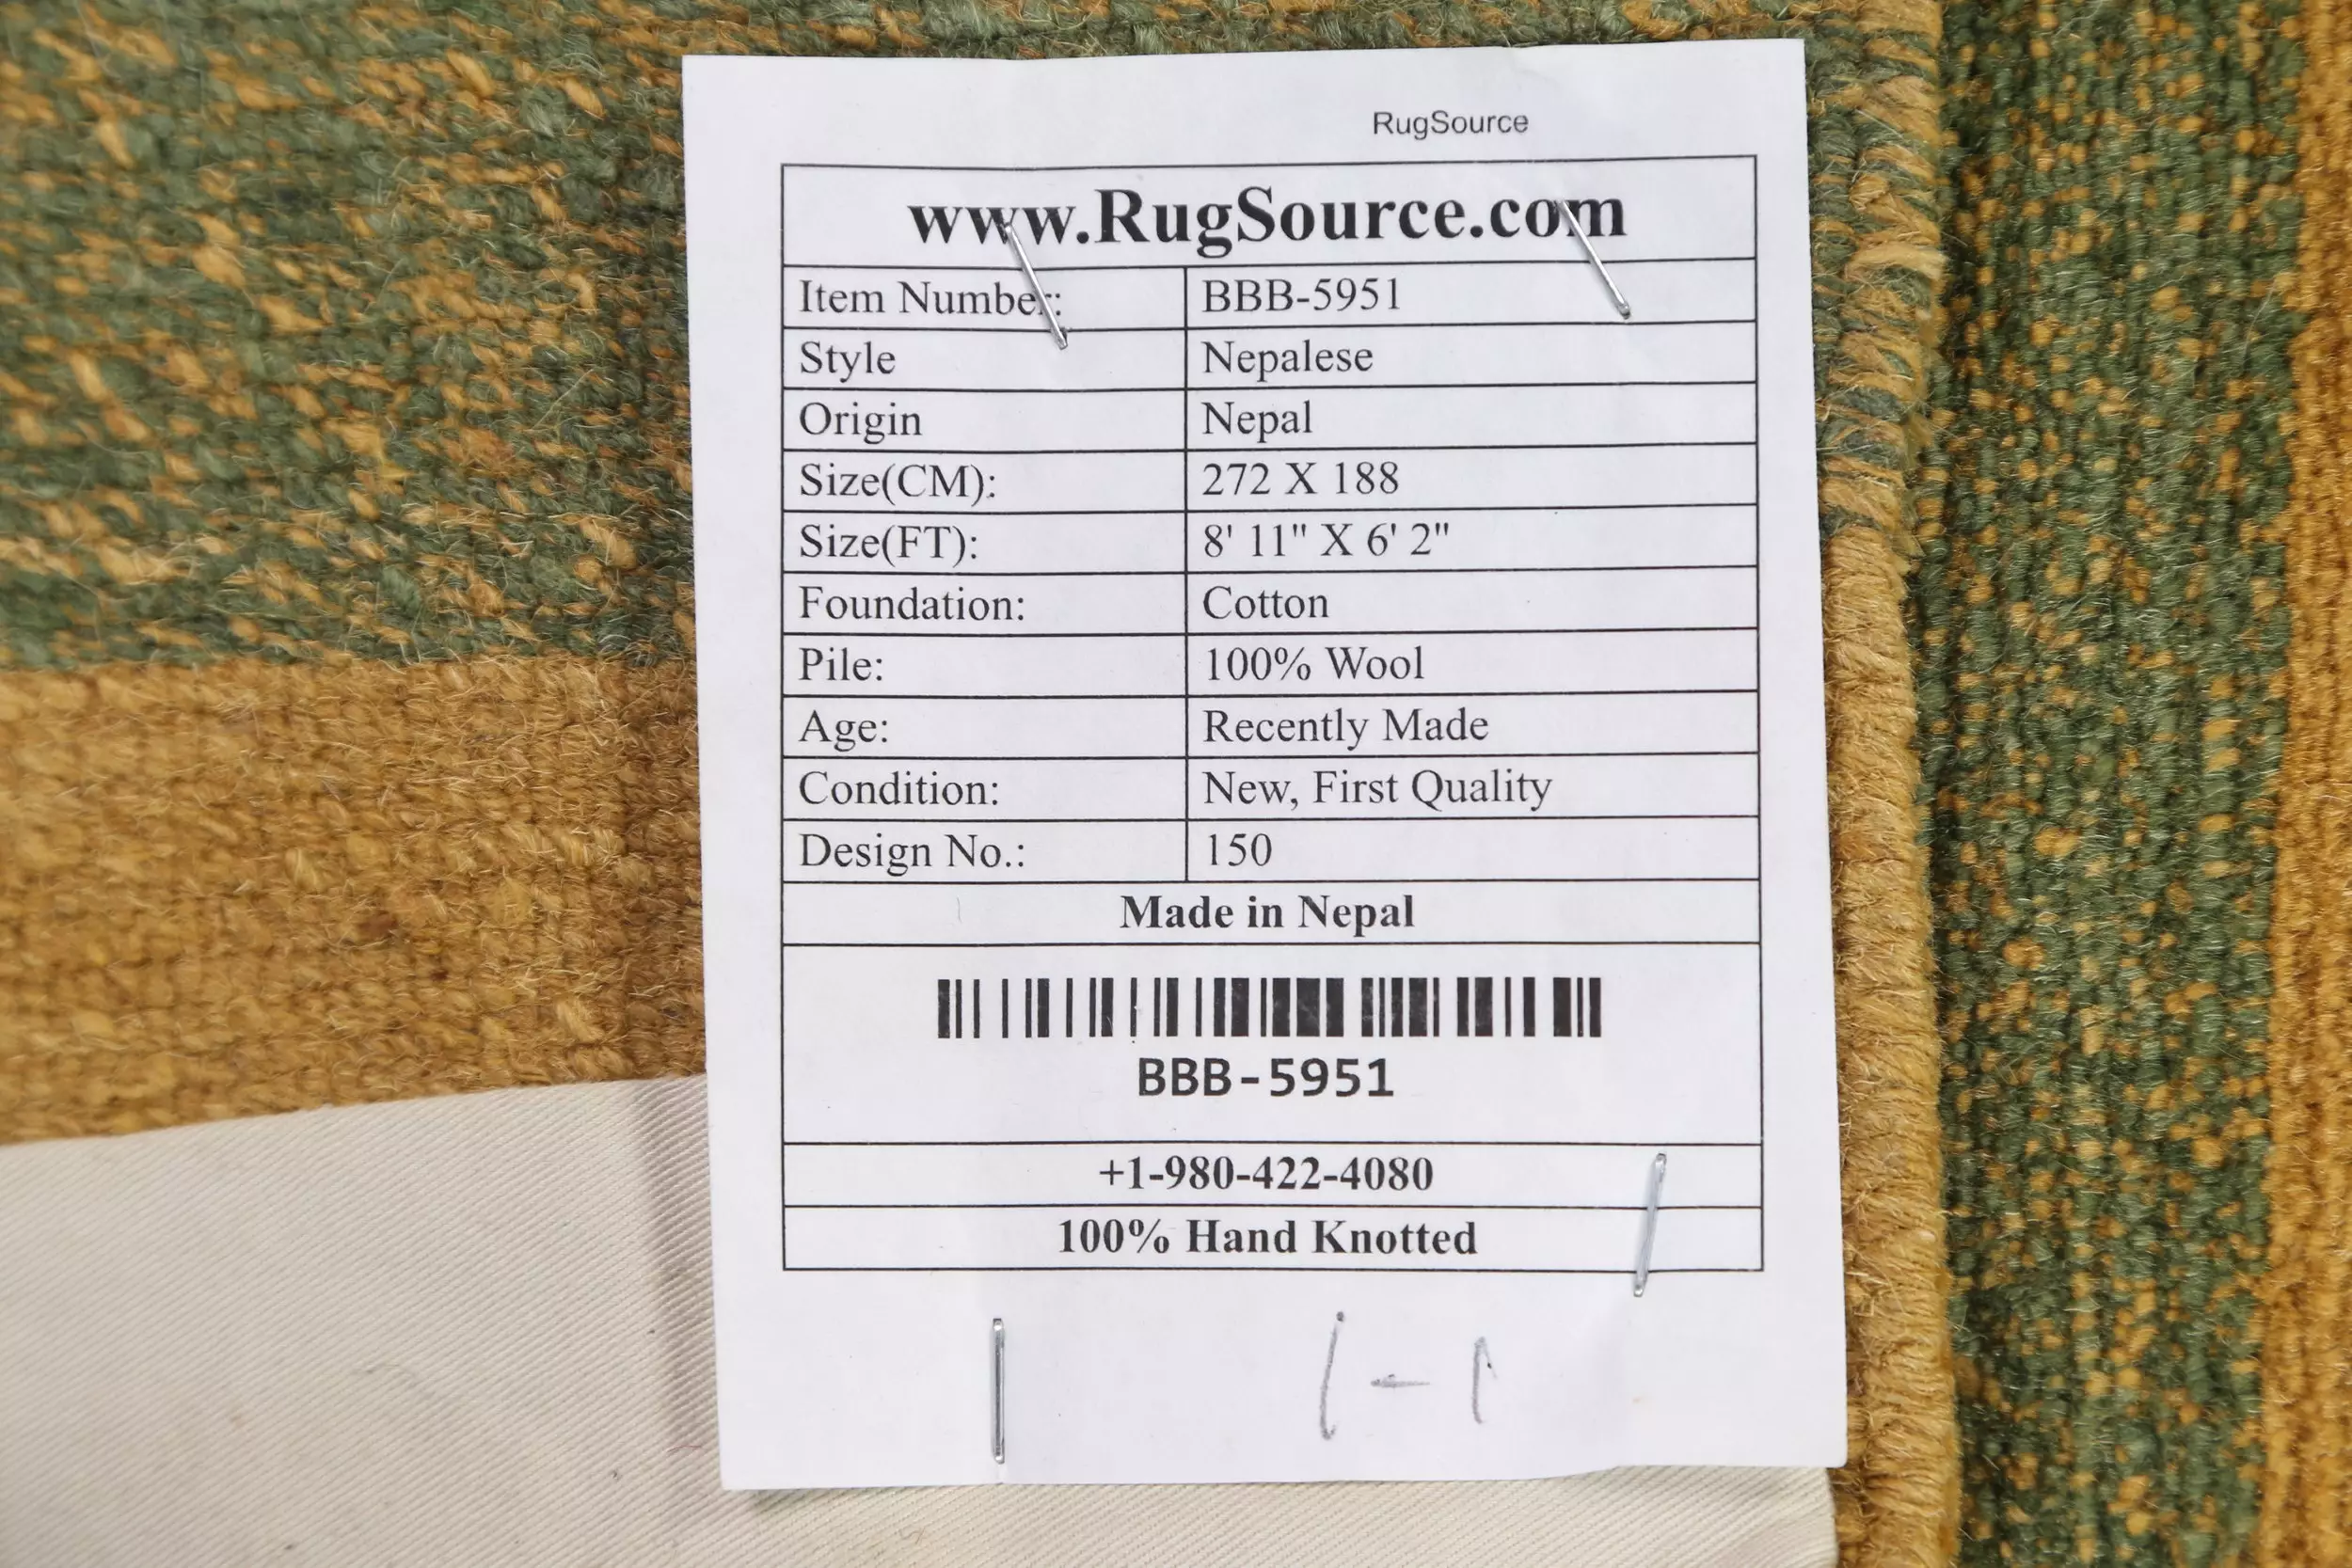 RugSource
www.RugSource.com
Item Number: BBB-5951
Style Nepalese
Origin Nepal
Size(CM): 272 X 188
Size(FT): 8' 11" X 6' 2"
Foundation: Cotton
Pile: 100% Wool
Age: Recently Made
Condition: New, First Quality
Design No.: 150
Made in Nepal
BBB-5951
+1-980-422-4080
100% Hand Knotted
1-1